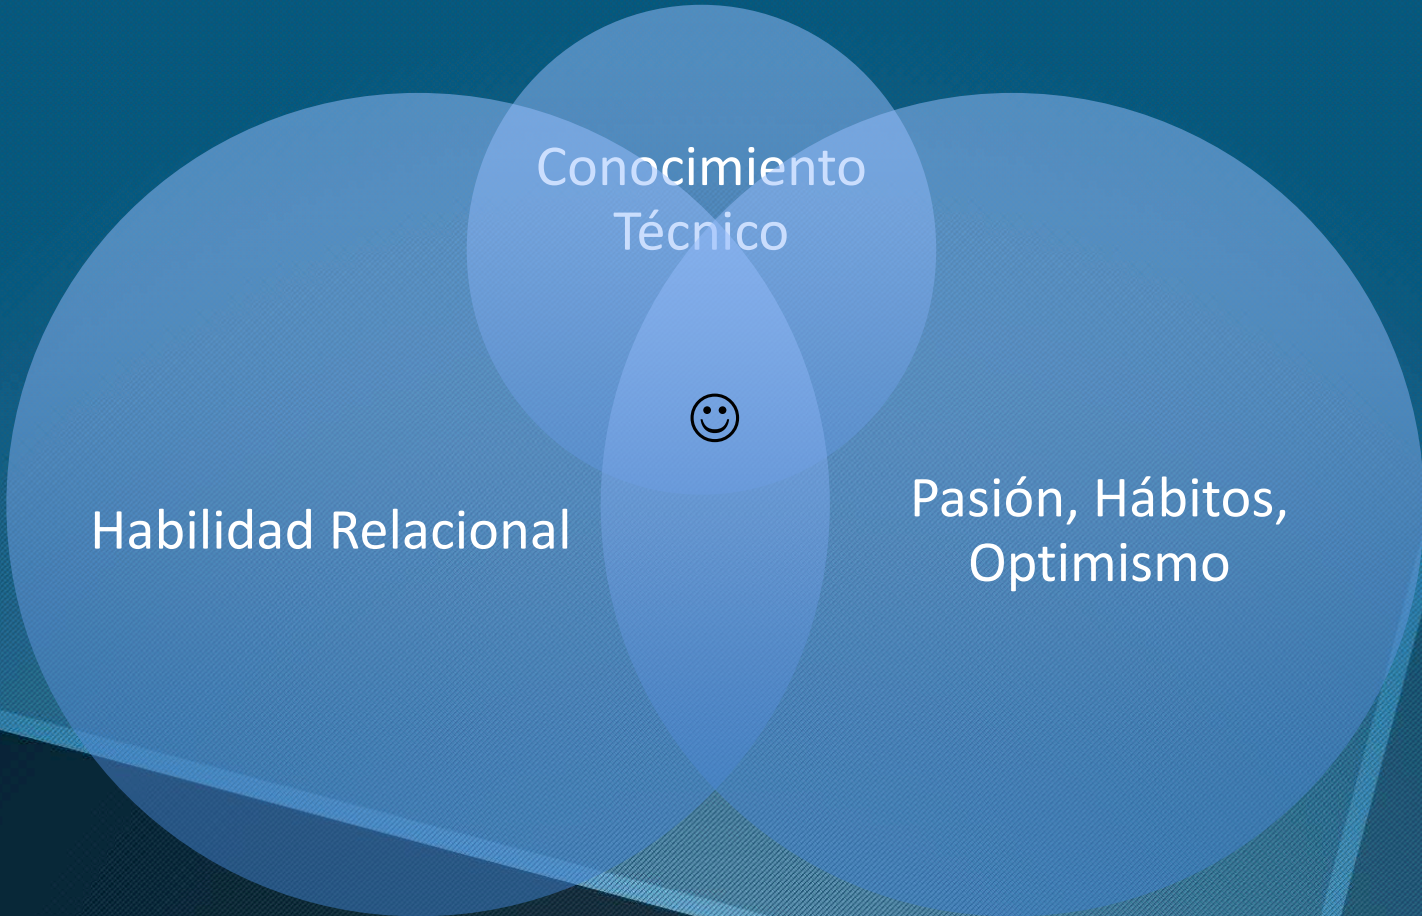 Conocimiento
Técnico
Habilidad Relacional
Pasión, Hábitos,
Optimismo